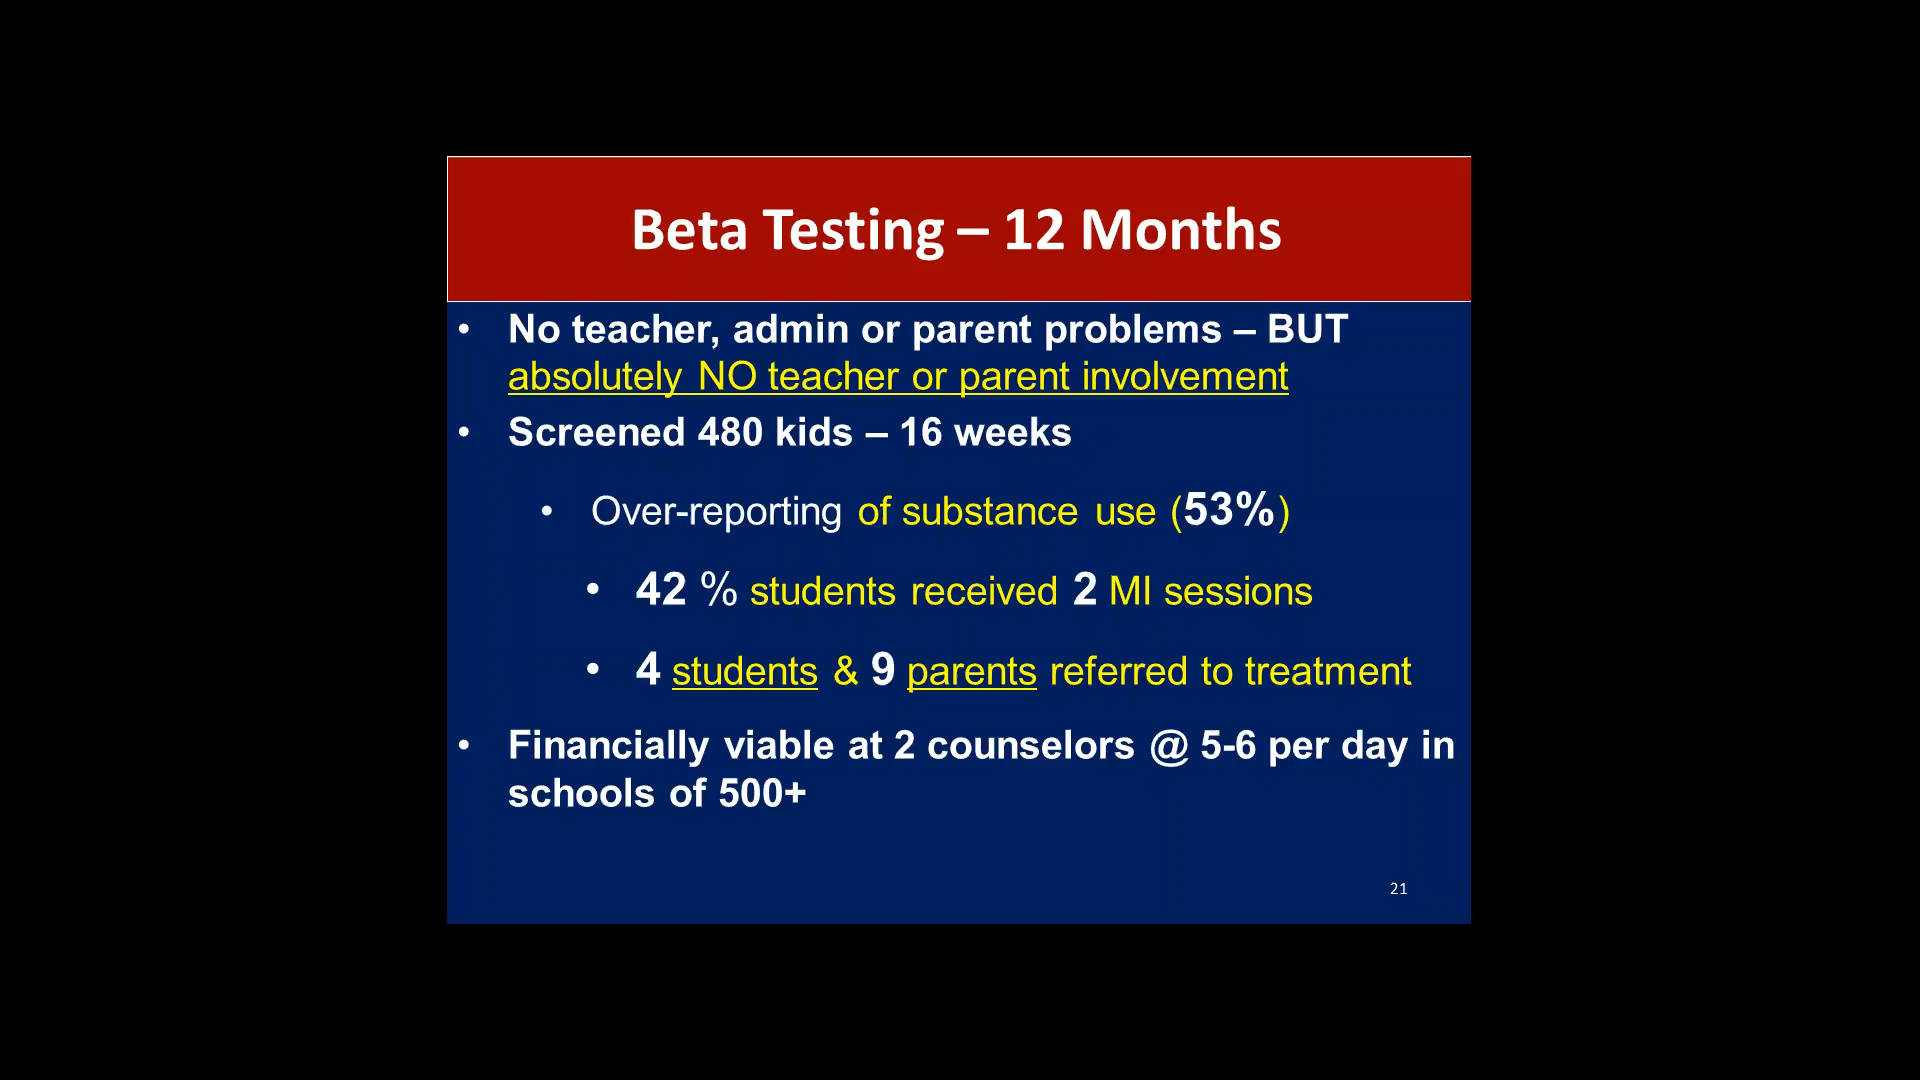 Beta Testing – 12 Months
• No teacher, admin or parent problems – BUT
absolutely NO teacher or parent involvement
• Screened 480 kids – 16 weeks
• Over-reporting of substance use (53%)
• 42 % students received 2 MI sessions
• 4 students & 9 parents referred to treatment
• Financially viable at 2 counselors @ 5-6 per day in
schools of 500+
21